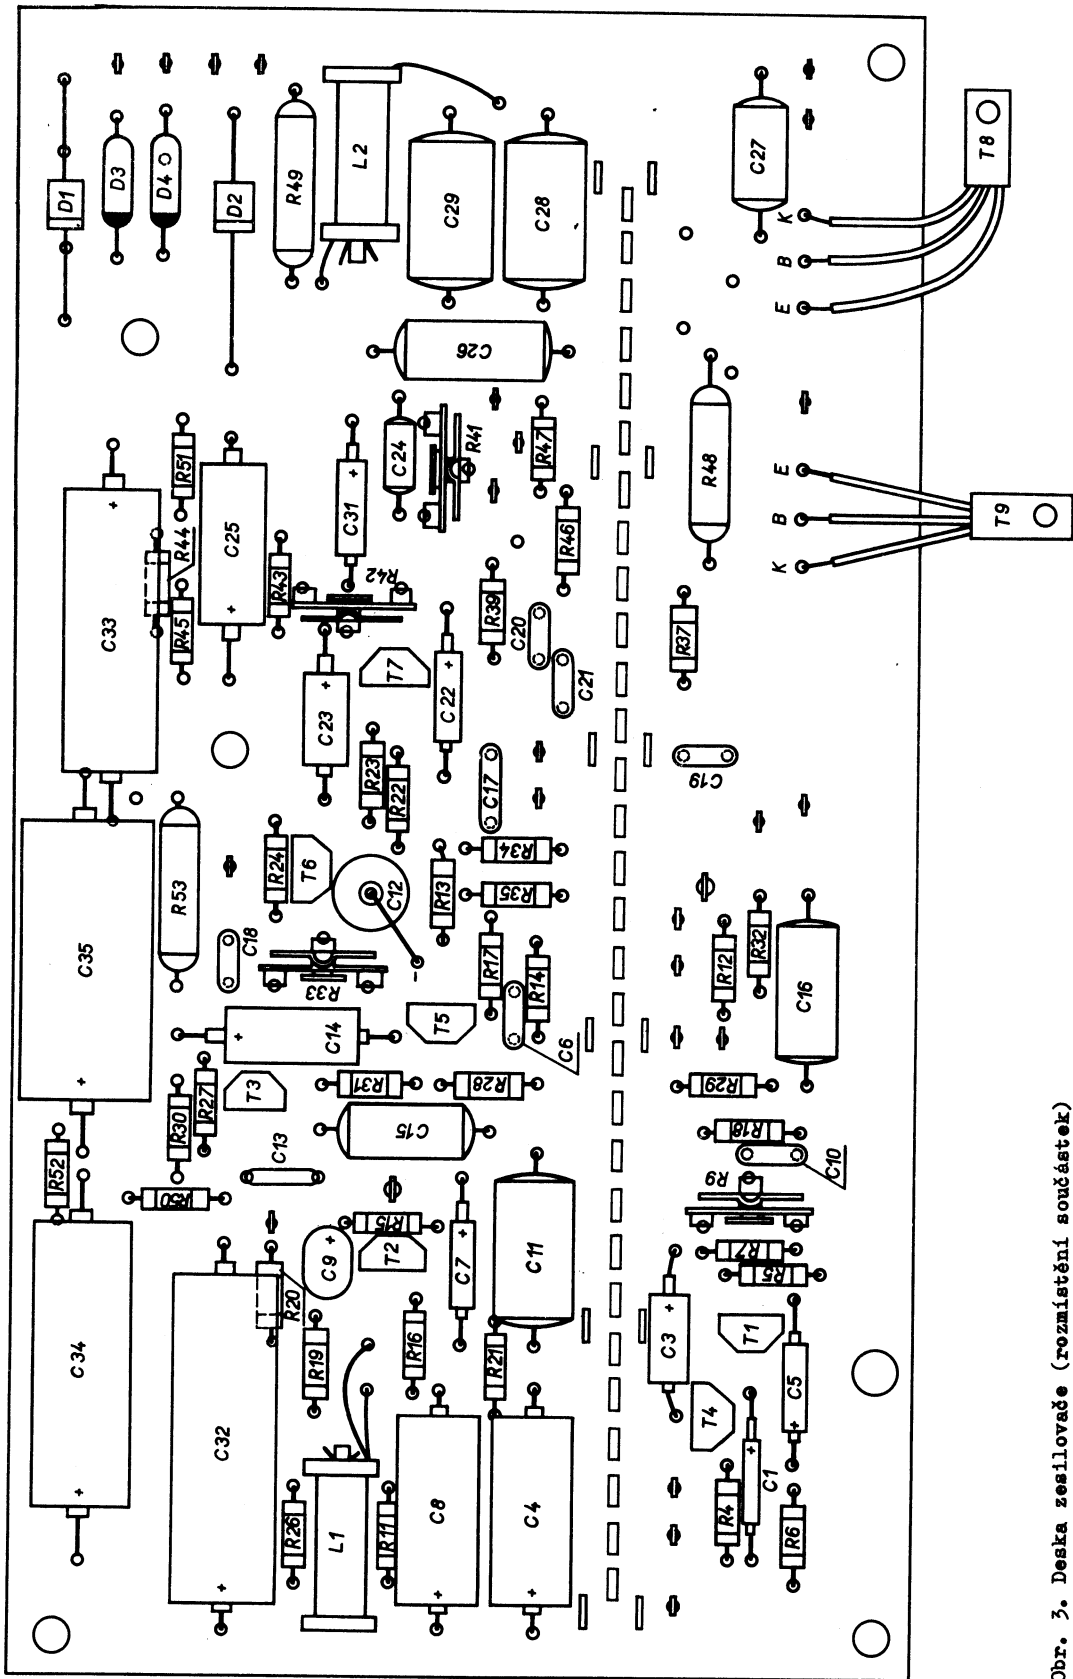 D1
D3
D4
D2
R49
L2
C29
C28
C27
T8
K
B
E
C26
C33
+
R51
R44
R45
C25
+
R43
C31
+
R42
C24
R41
R47
R46
R48
E
B
K
T9
R39
C20
C21
R37
C23
+
T7
C22
+
R23
R22
C17
C19
R53
R24
T6
C12
-
R13
R34
R35
C35
+
C18
R33
C14
+
T5
R17
R14
C6
R12
R32
C16
R30
R27
T3
R31
R28
R29
R52
R50
C13
C15
R18
C10
R9
C34
+
C32
+
R20
C9
+
R15
T2
C7
+
C11
R7
R5
R19
R16
R21
C3
+
T1
T4
C5
+
R26
L1
R11
C8
+
C4
+
R4
C1
+
R6
Obr. 3. Deska zesilovače (rozmístění součástek)